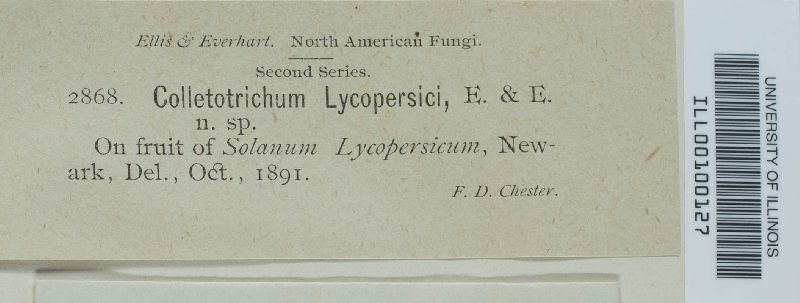 Ellis & Everhart. North American Fungi.
Second Series.
2868. Colletotrichum Lycopersici, E. & E.
n. sp.
On fruit of Solanum Lycopersicum, New-
ark, Del., Oct., 1891.
F. D. Chester.
UNIVERSITY OF ILLINOIS
ILL00100127